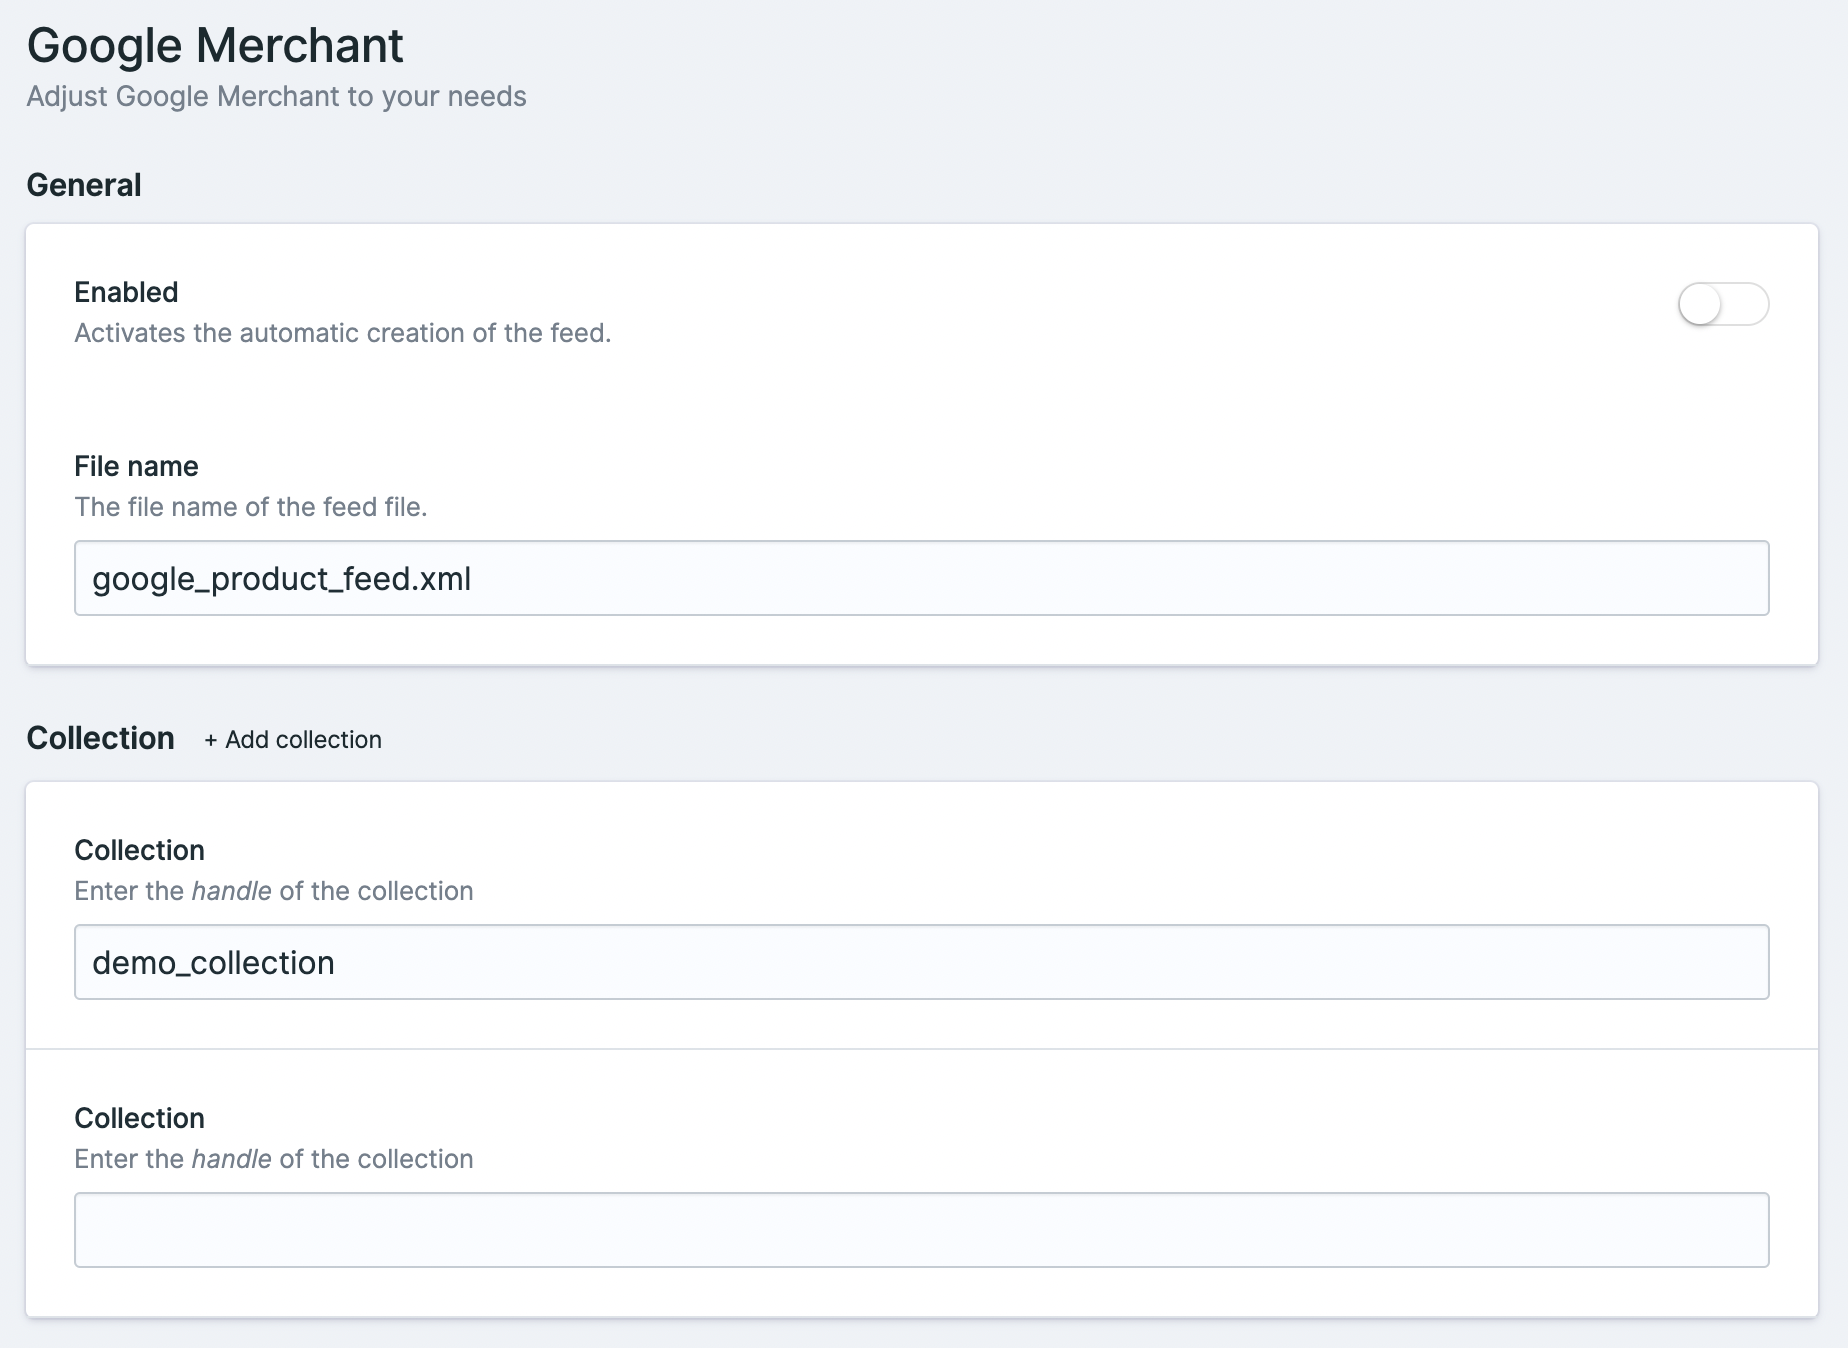 Google Merchant
Adjust Google Merchant to your needs
General
Enabled
Activates the automatic creation of the feed.
File name
The file name of the feed file.
google_product_feed.xml
Collection + Add collection
Collection
Enter the handle of the collection
demo_collection
Collection
Enter the handle of the collection